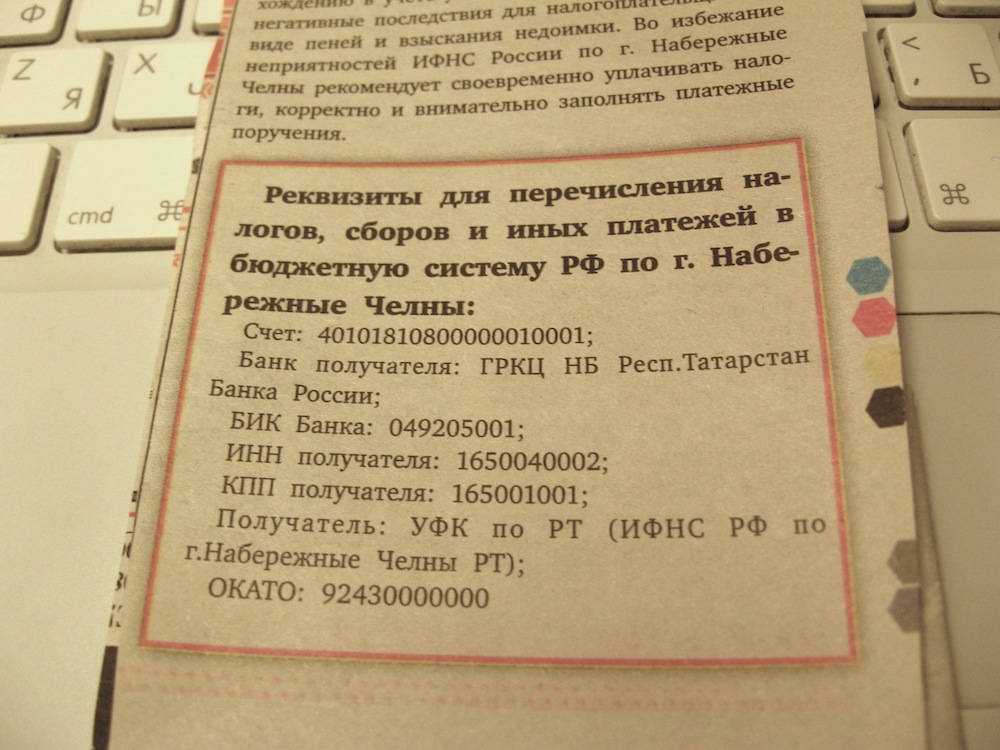 негативные последствия для
виде пеней и взыскания недоимки. Во избежание
неприятностей ИФНС России по г. Набережные
Челны рекомендует своевременно уплачивать нало-
ги, корректно и внимательно заполнять платежные
поручения.
Реквизиты для перечисления на-
логов, сборов и иных платежей в
бюджетную систему РФ по г. Набе-
режные Челны:
Счет: 40101810800000010001;
Банк получателя: ГРКЦ НБ Респ.Татарстан
Банка России;
БИК Банка: 049205001;
ИНН получателя: 1650040002;
КПП получателя: 165001001;
Получатель: УФК по РТ (ИФНС РФ по
г.Набережные Челны РТ);
ОКАТО: 92430000000
Ф
Ы
Z
Я
X
Ч
cmd ⌘
<
,
Б
⌘